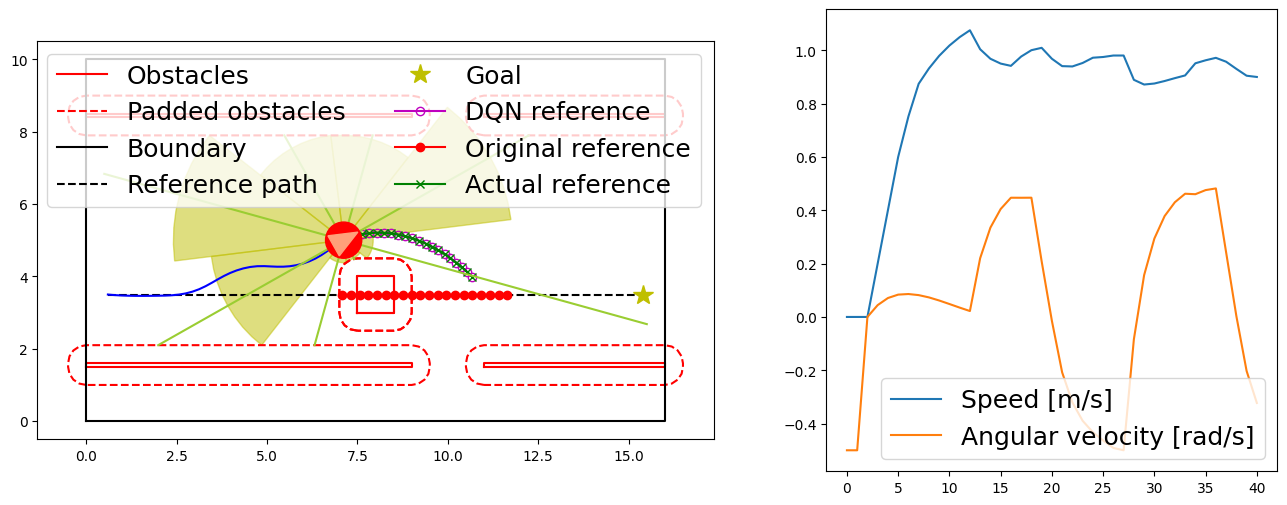 10
8
6
4
2
0
0.0 2.5 5.0 7.5 10.0 12.5 15.0
Obstacles
Padded obstacles
Boundary
Reference path
Goal
DQN reference
Original reference
Actual reference
1.0
0.8
0.6
0.4
0.2
0.0
−0.2
−0.4
0 5 10 15 20 25 30 35 40
Speed [m/s]
Angular velocity [rad/s]